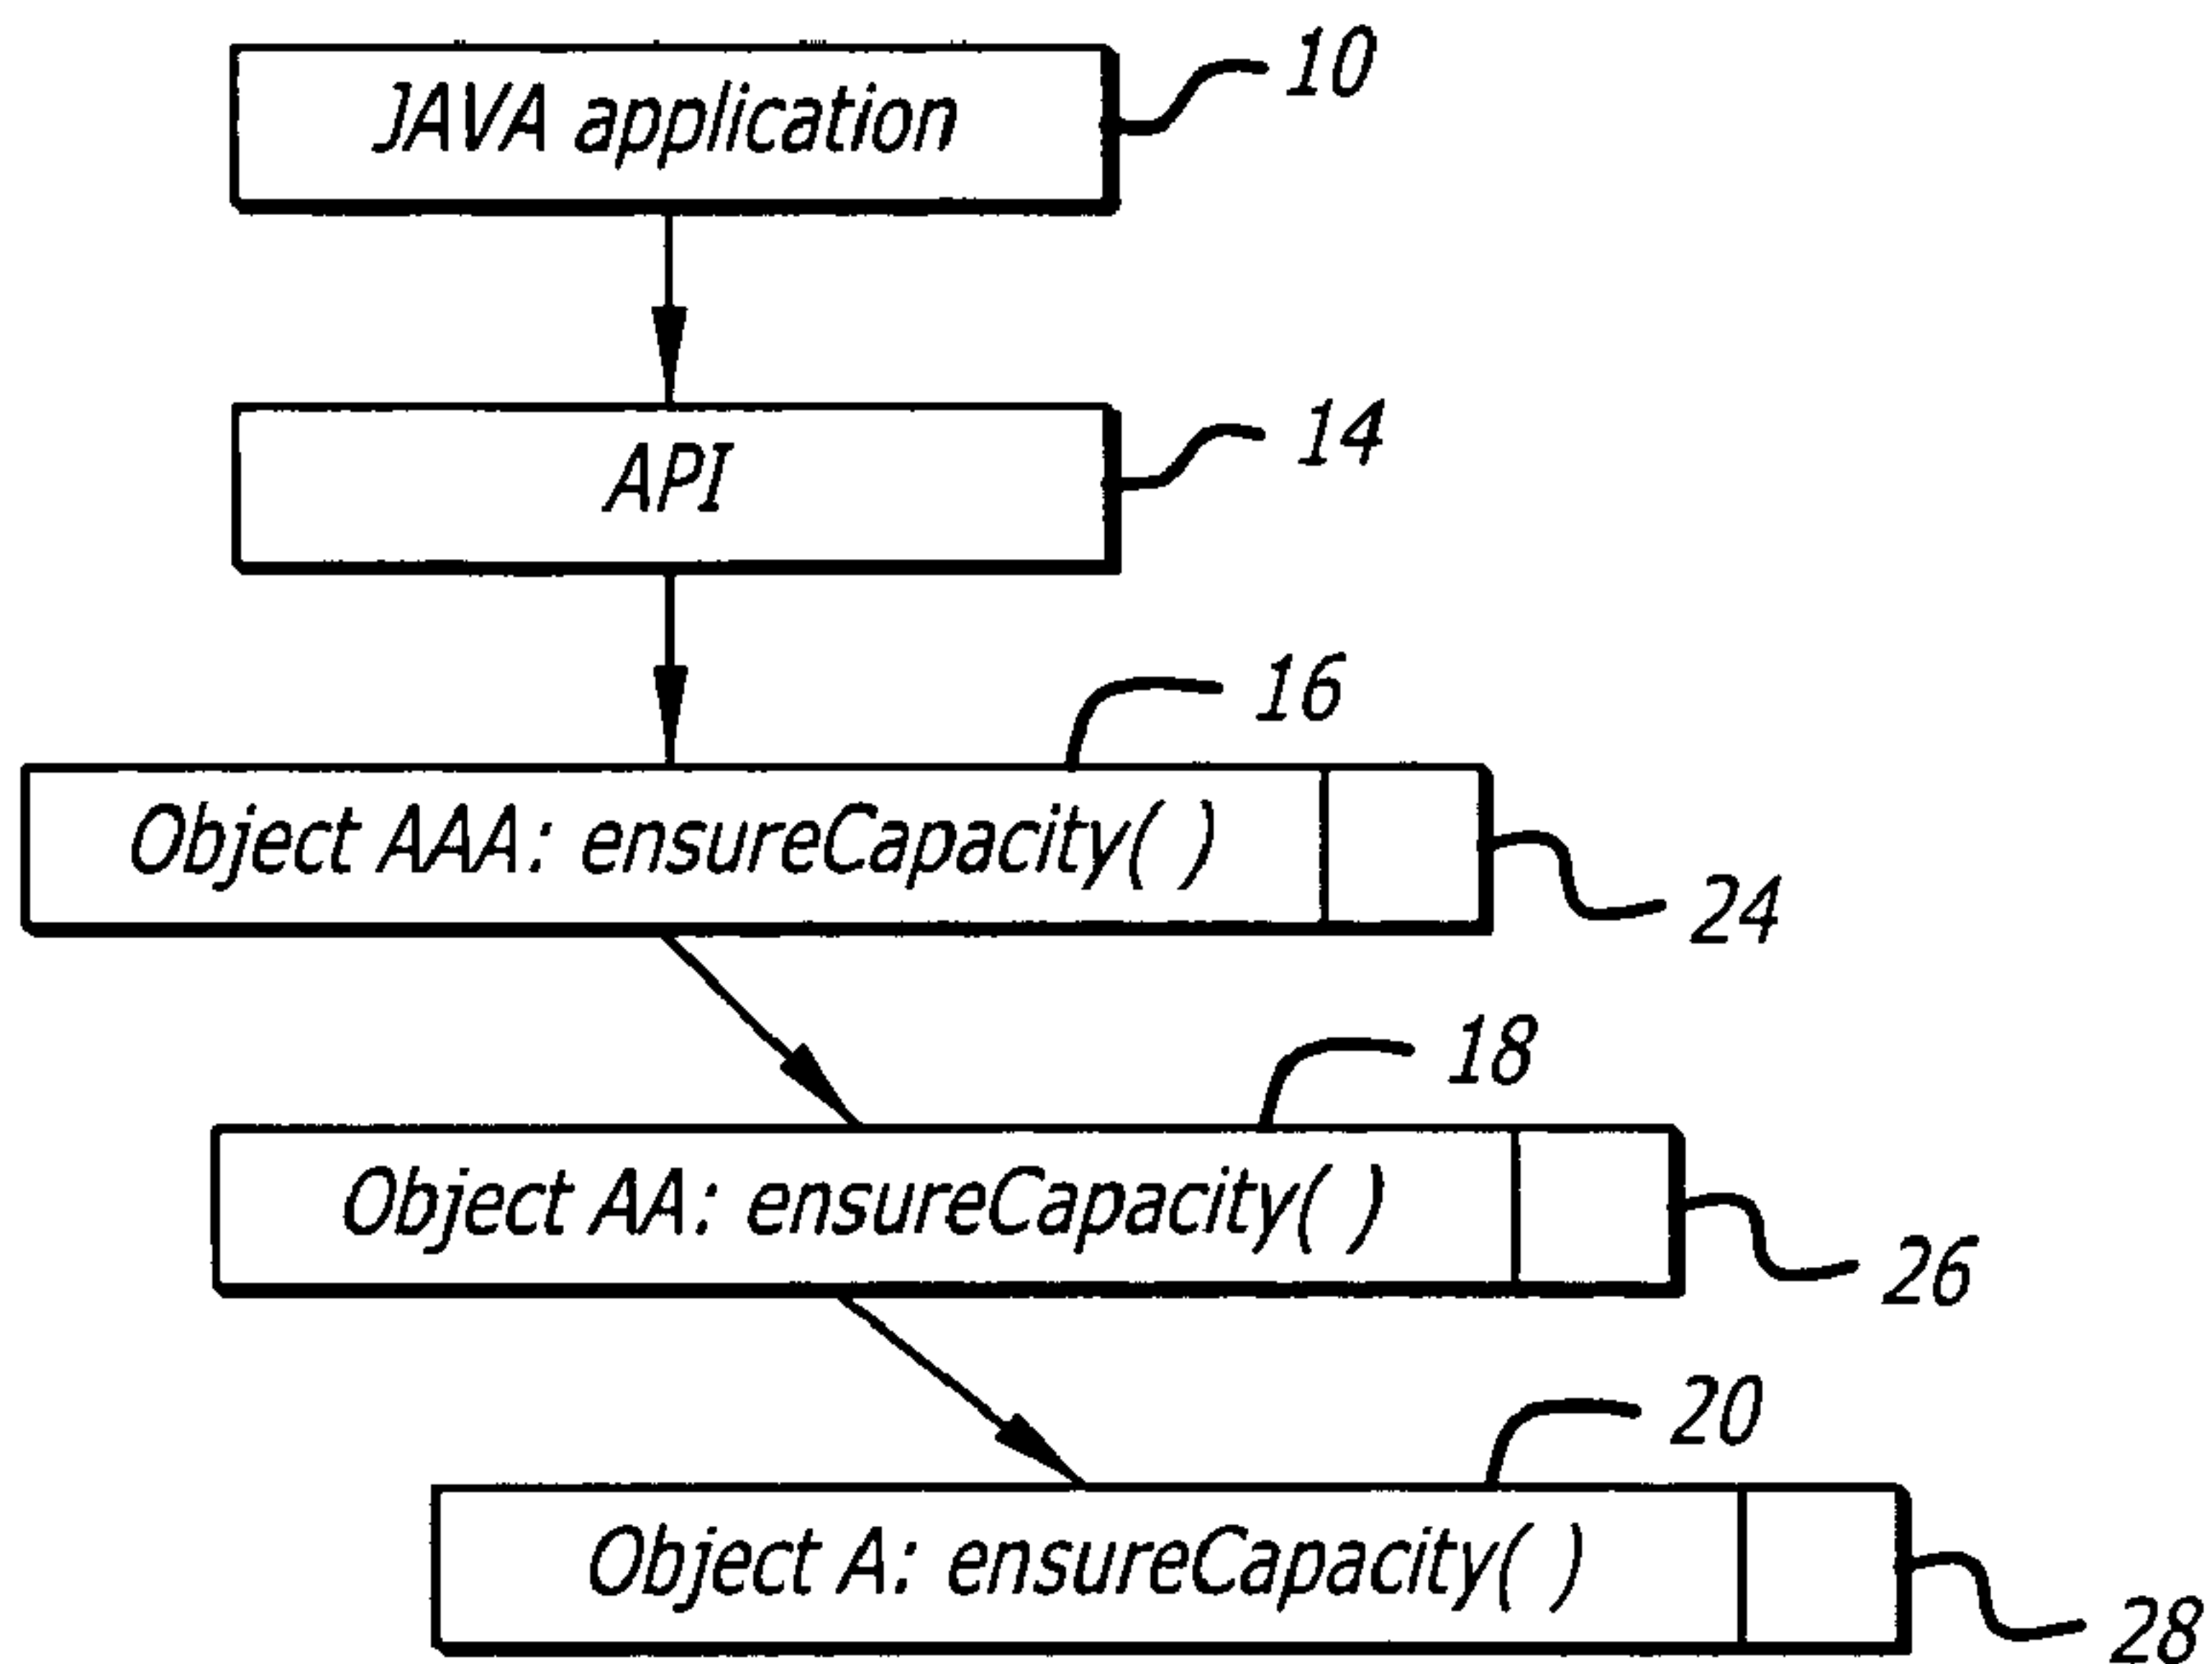 JAVA application
10
API
14
16
Object AAA: ensureCapacity( )
24
18
Object AA: ensureCapacity( )
26
20
Object A: ensureCapacity( )
28